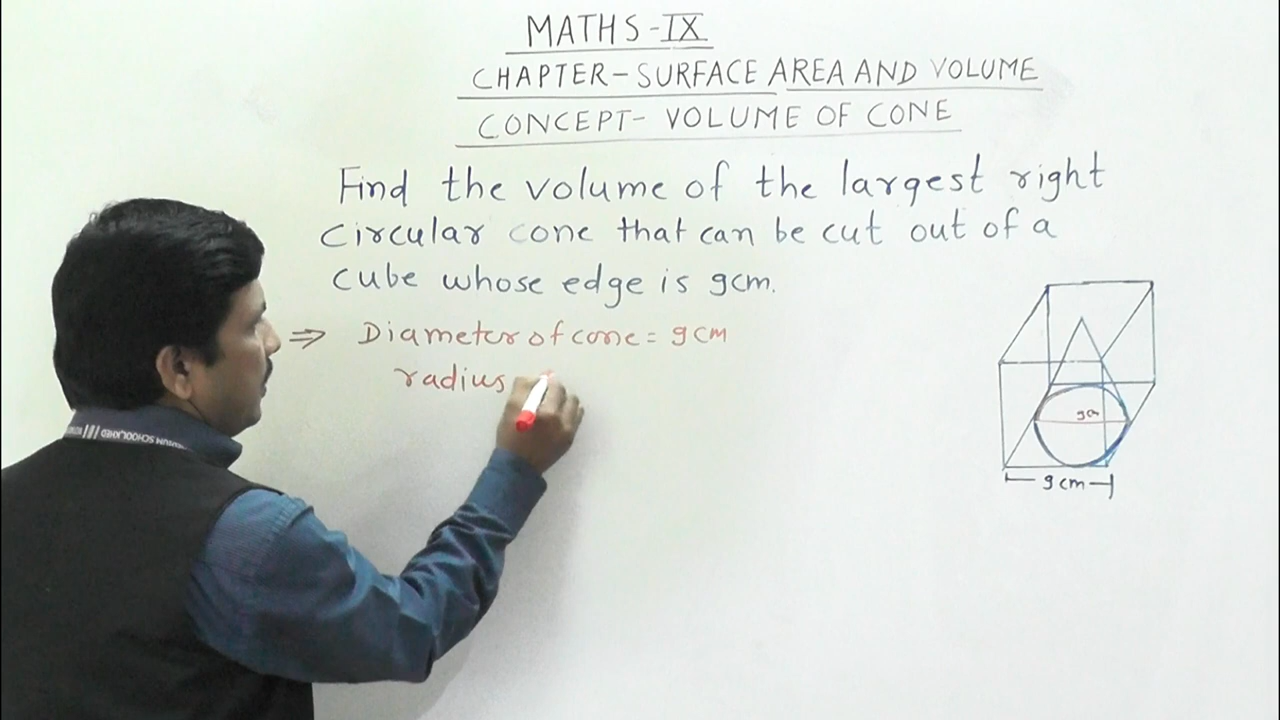 MATHS-IX
CHAPTER-SURFACE AREA AND VOLUME
CONCEPT- VOLUME OF CONE
Find the volume of the largest right
circular cone that can be cut out of a
cube whose edge is 9cm.
⇒ Diameter of cone = 9cm
radius
9cm
9cm